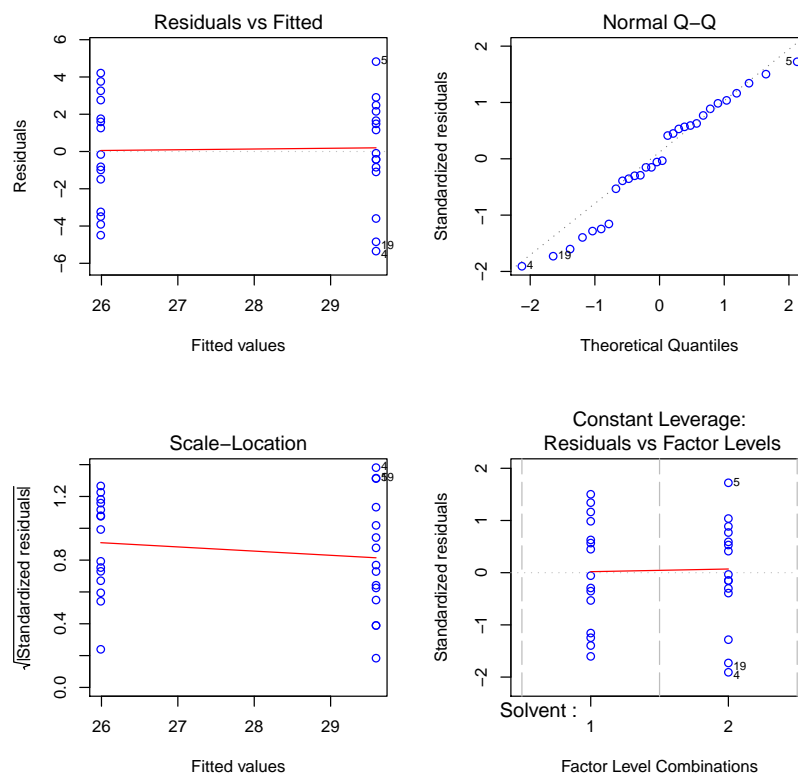 Residuals vs Fitted
Residuals
6
4
2
0
−2
−4
−6
5
19
4
26 27 28 29
Fitted values
Normal Q−Q
Standardized residuals
2
1
0
−1
−2
5
4
19
−2 −1 0 1 2
Theoretical Quantiles
Scale−Location
√|Standardized residuals|
1.2
0.8
0.4
0.0
4
26 27 28 29
Fitted values
Constant Leverage:
Residuals vs Factor Levels
Standardized residuals
2
1
0
−1
−2
5
19
4
Solvent :
1 2
Factor Level Combinations